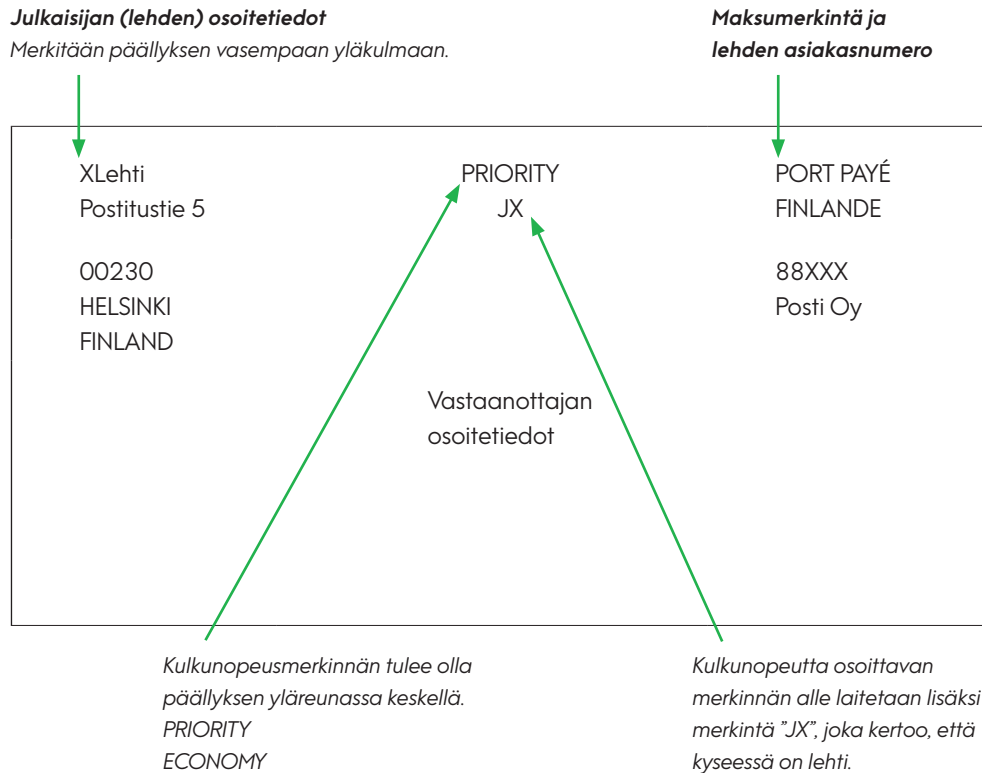 Julkaisijan (lehden) osoitetiedot
Merkitään päällyksen vasempaan yläkulmaan.
Maksumerkintä ja
lehden asiakasnumero
XLehti
Postitustie 5
00230
HELSINKI
FINLAND
PRIORITY
JX
PORT PAYÉ
FINLANDE
88XXX
Posti Oy
Vastaanottajan
osoitetiedot
Kulkunopeusmerkinnän tulee olla
päällyksen yläreunassa keskellä.
PRIORITY
ECONOMY
Kulkunopeutta osoittavan
merkinnän alle laitetaan lisäksi
merkintä ”JX”, joka kertoo, että
kyseessä on lehti.